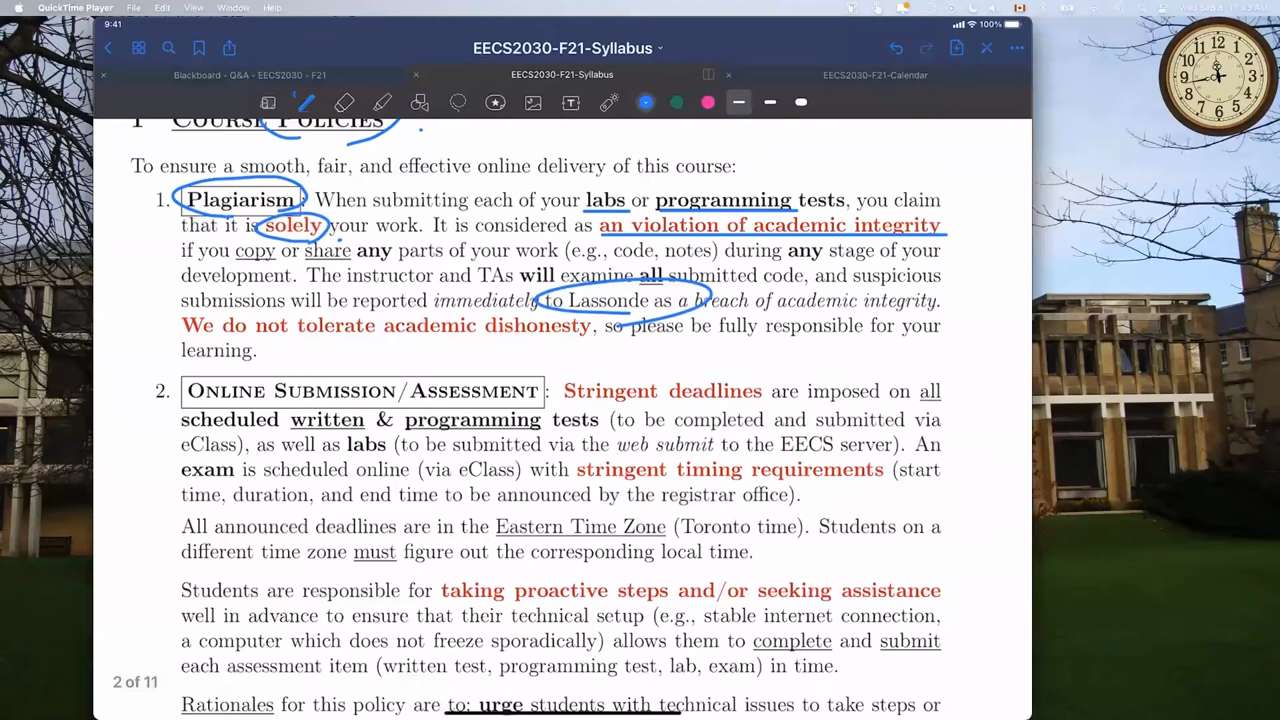 QuickTime Player File Edit View Window Help
9:41
100%
EECS2030-F21-Syllabus
Blackboard - Q&A - EECS2030 - F21
EECS2030-F21-Syllabus
EECS2030-F21-Calendar
1 Course Policies
To ensure a smooth, fair, and effective online delivery of this course:
1. Plagiarism: When submitting each of your labs or programming tests, you claim
that it is solely your work. It is considered as an violation of academic integrity
if you copy or share any parts of your work (e.g., code, notes) during any stage of your
development. The instructor and TAs will examine all submitted code, and suspicious
submissions will be reported immediately to Lassonde as a breach of academic integrity.
We do not tolerate academic dishonesty, so please be fully responsible for your
learning.
2. Online Submission/Assessment: Stringent deadlines are imposed on all
scheduled written & programming tests (to be completed and submitted via
eClass), as well as labs (to be submitted via the web submit to the EECS server). An
exam is scheduled online (via eClass) with stringent timing requirements (start
time, duration, and end time to be announced by the registrar office).
All announced deadlines are in the Eastern Time Zone (Toronto time). Students on a
different time zone must figure out the corresponding local time.
Students are responsible for taking proactive steps and/or seeking assistance
well in advance to ensure that their technical setup (e.g., stable internet connection,
a computer which does not freeze sporadically) allows them to complete and submit
each assessment item (written test, programming test, lab, exam) in time.
2 of 11
Rationales for this policy are to: urge students with technical issues to take steps or
12
1
2
3
4
5
6
7
8
9
10
11